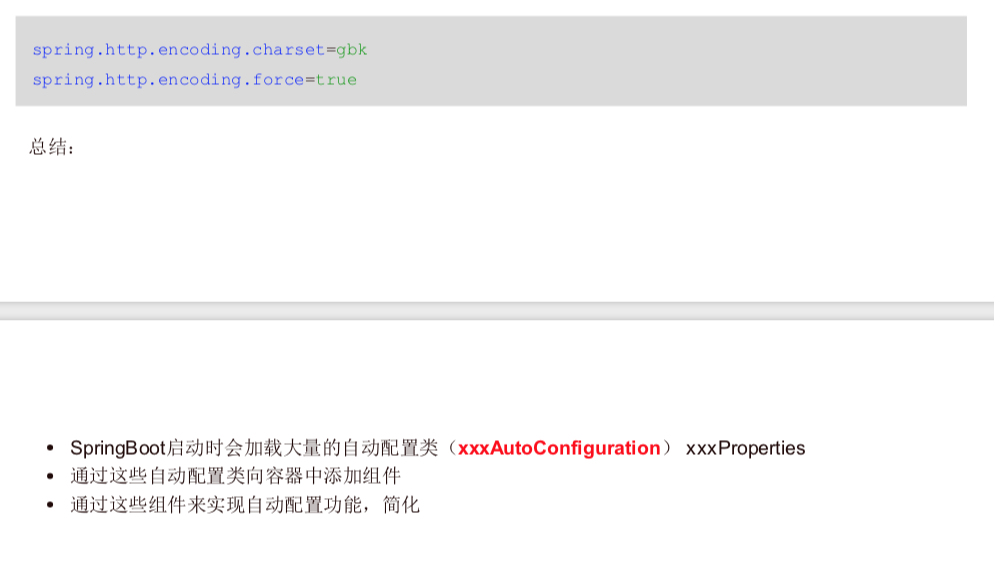 spring.http.encoding.charset=gbk
spring.http.encoding.force=true
总结：
• SpringBoot启动时会加载大量的自动配置类（xxxAutoConfiguration） xxxProperties
• 通过这些自动配置类向容器中添加组件
• 通过这些组件来实现自动配置功能，简化